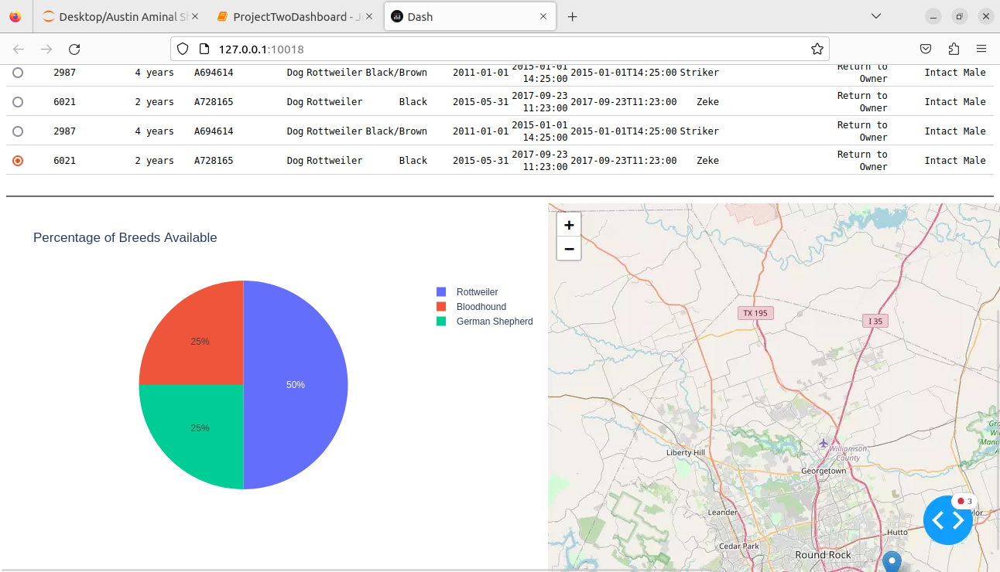 Desktop/Austin Aminal S
ProjectTwoDashboard - J
Dash
127.0.0.1:10018
2987 4 years A694614 Dog Rottweiler Black/Brown 2011-01-01 2015-01-01 14:25:00 2015-01-01T14:25:00 Striker Return to Owner Intact Male
6021 2 years A728165 Dog Rottweiler Black 2015-05-31 2017-09-23 11:23:00 2017-09-23T11:23:00 Zeke Return to Owner Intact Male
2987 4 years A694614 Dog Rottweiler Black/Brown 2011-01-01 2015-01-01 14:25:00 2015-01-01T14:25:00 Striker Return to Owner Intact Male
6021 2 years A728165 Dog Rottweiler Black 2015-05-31 2017-09-23 11:23:00 2017-09-23T11:23:00 Zeke Return to Owner Intact Male
Percentage of Breeds Available
Rottweiler
Bloodhound
German Shepherd
25%
50%
25%
+
−
TX 195
I 35
Liberty Hill
Williamson
County
Georgetown
Leander
Hutto
Cedar Park
Round Rock
3